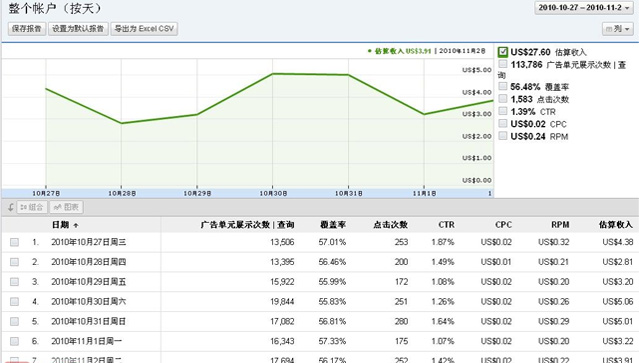 整个帐户（按天）
2010-10-27 – 2010-11-2
保存报告 设置为默认报告 导出为 Excel CSV
列
估算收入 US$3.91 | 2010年11月2日
US$27.60 估算收入
113,786 广告单元展示次数 | 查询
56.48% 覆盖率
1,583 点击次数
1.39% CTR
US$0.02 CPC
US$0.24 RPM
US$5.00
US$4.00
US$3.00
US$2.00
US$1.00
US$0.00
10月27日 10月28日 10月29日 10月30日 10月31日 11月1日 1
组合 图表
日期 广告单元展示次数 | 查询 覆盖率 点击次数 CTR CPC RPM 估算收入
1. 2010年10月27日周三 13,506 57.01% 253 1.87% US$0.02 US$0.32 US$4.38
2. 2010年10月28日周四 13,395 56.46% 200 1.49% US$0.01 US$0.21 US$2.81
3. 2010年10月29日周五 15,922 55.99% 172 1.08% US$0.02 US$0.20 US$3.20
4. 2010年10月30日周六 19,844 55.83% 251 1.26% US$0.02 US$0.26 US$5.06
5. 2010年10月31日周日 17,082 56.81% 280 1.64% US$0.02 US$0.29 US$5.01
6. 2010年11月1日周一 16,343 57.33% 175 1.07% US$0.02 US$0.20 US$3.22
7. 2010年11月2日周二 17,694 56.17% 252 1.42% US$0.02 US$0.22 US$3.91